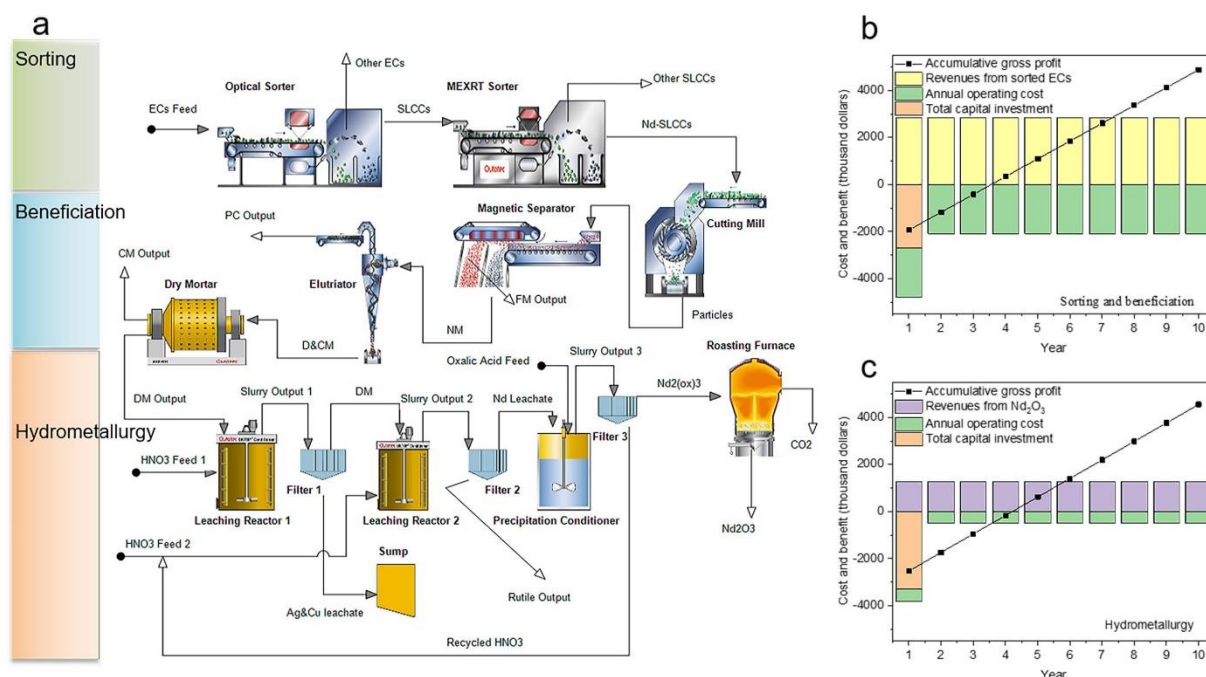 a
Sorting
Beneficiation
Hydrometallurgy
ECs Feed
Optical Sorter
Other ECs
SLCCs
MEXRT Sorter
Other SLCCs
Nd-SLCCs
Outotec
PC Output
Magnetic Separator
Cutting Mill
CM Output
Dry Mortar
Elutriator
FM Output
Particles
D&CM
NM
Oxalic Acid Feed
Slurry Output 3
Roasting Furnace
DM Output
Slurry Output 1
DM
Slurry Output 2
Nd Leachate
Nd2(ox)3
Filter 3
CO2
HNO3 Feed 1
Filter 1
Filter 2
Leaching Reactor 1
Leaching Reactor 2
Precipitation Conditioner
Nd2O3
HNO3 Feed 2
Sump
Rutile Output
Ag&Cu leachate
Recycled HNO3
b
Accumulative gross profit
Revenues from sorted ECs
Annual operating cost
Total capital investment
Cost and benefit (thousand dollars)
4000
2000
0
-2000
-4000
Sorting and beneficiation
1 2 3 4 5 6 7 8 9 10
Year
c
Accumulative gross profit
Revenues from Nd₂O₃
Annual operating cost
Total capital investment
Cost and benefit (thousand dollars)
4000
2000
0
-2000
-4000
Hydrometallurgy
1 2 3 4 5 6 7 8 9 10
Year